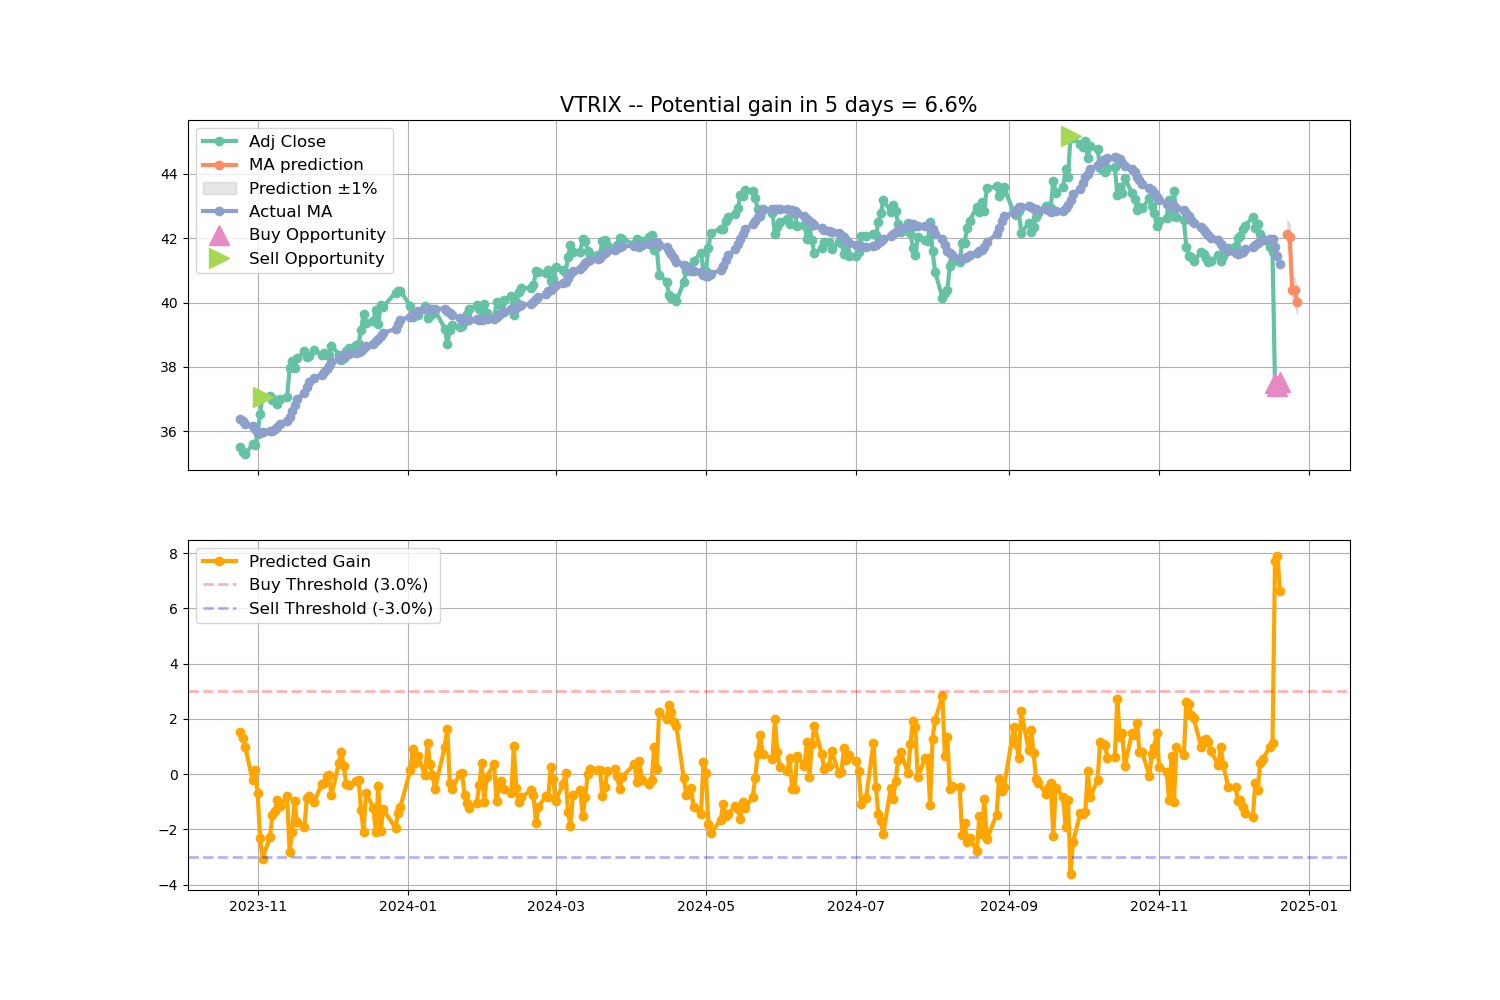 VTRIX -- Potential gain in 5 days = 6.6%
Adj Close
MA prediction
Prediction ±1%
Actual MA
Buy Opportunity
Sell Opportunity
44
42
40
38
36
Predicted Gain
Buy Threshold (3.0%)
Sell Threshold (-3.0%)
8
6
4
2
0
−2
−4
2023-11 2024-01 2024-03 2024-05 2024-07 2024-09 2024-11 2025-01